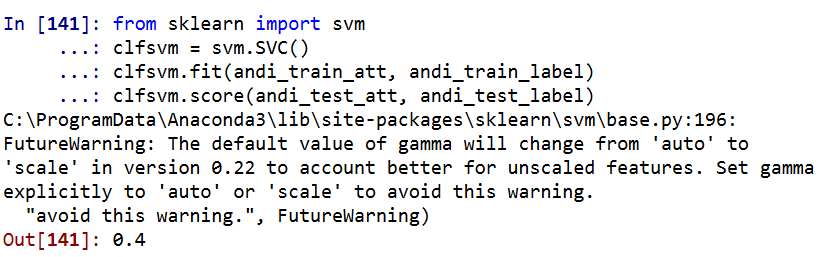 In [141]: from sklearn import svm
     ...: clfsvm = svm.SVC()
     ...: clfsvm.fit(andi_train_att, andi_train_label)
     ...: clfsvm.score(andi_test_att, andi_test_label)
C:\ProgramData\Anaconda3\lib\site-packages\sklearn\svm\base.py:196:
FutureWarning: The default value of gamma will change from 'auto' to
'scale' in version 0.22 to account better for unscaled features. Set gamma
explicitly to 'auto' or 'scale' to avoid this warning.
  "avoid this warning.", FutureWarning)
Out[141]: 0.4